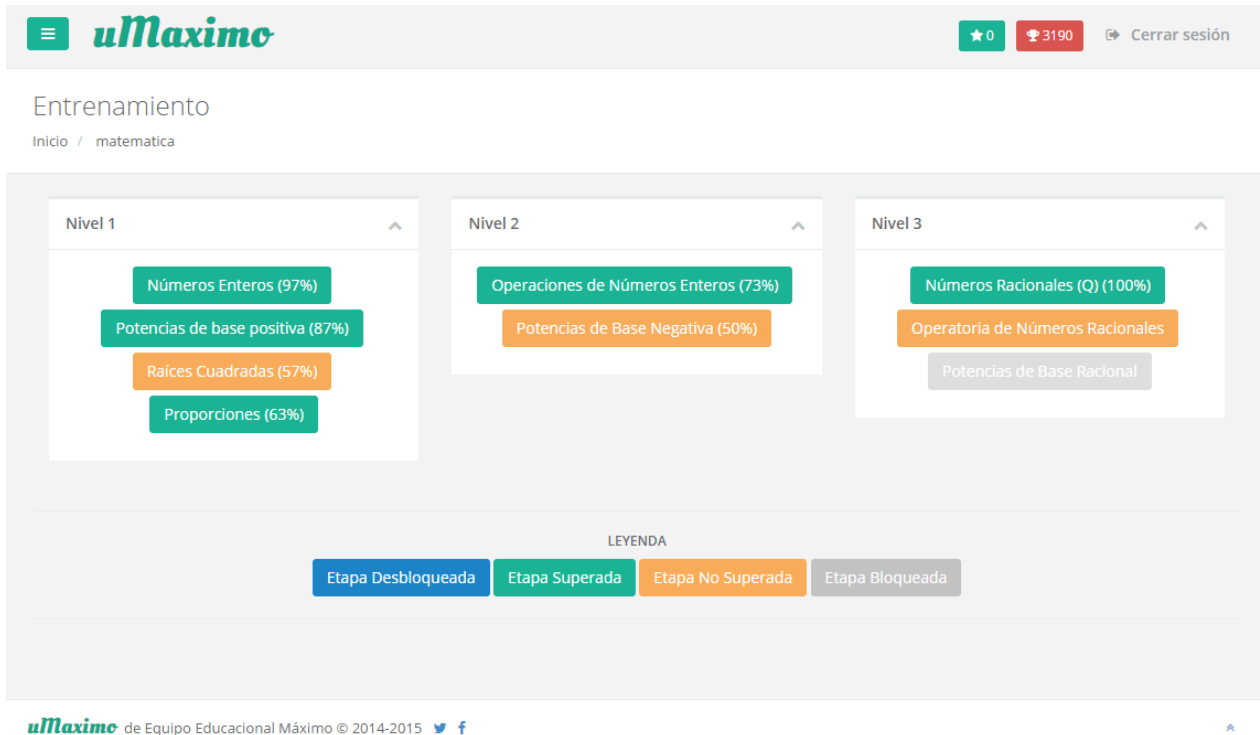 uMaximo
0 3190 Cerrar sesión
Entrenamiento
Inicio / matematica
Nivel 1
Números Enteros (97%)
Potencias de base positiva (87%)
Raíces Cuadradas (57%)
Proporciones (63%)
Nivel 2
Operaciones de Números Enteros (73%)
Potencias de Base Negativa (50%)
Nivel 3
Números Racionales (Q) (100%)
Operatoria de Números Racionales
Potencias de Base Racional
LEYENDA
Etapa Desbloqueada Etapa Superada Etapa No Superada Etapa Bloqueada
uMaximo de Equipo Educacional Máximo © 2014-2015